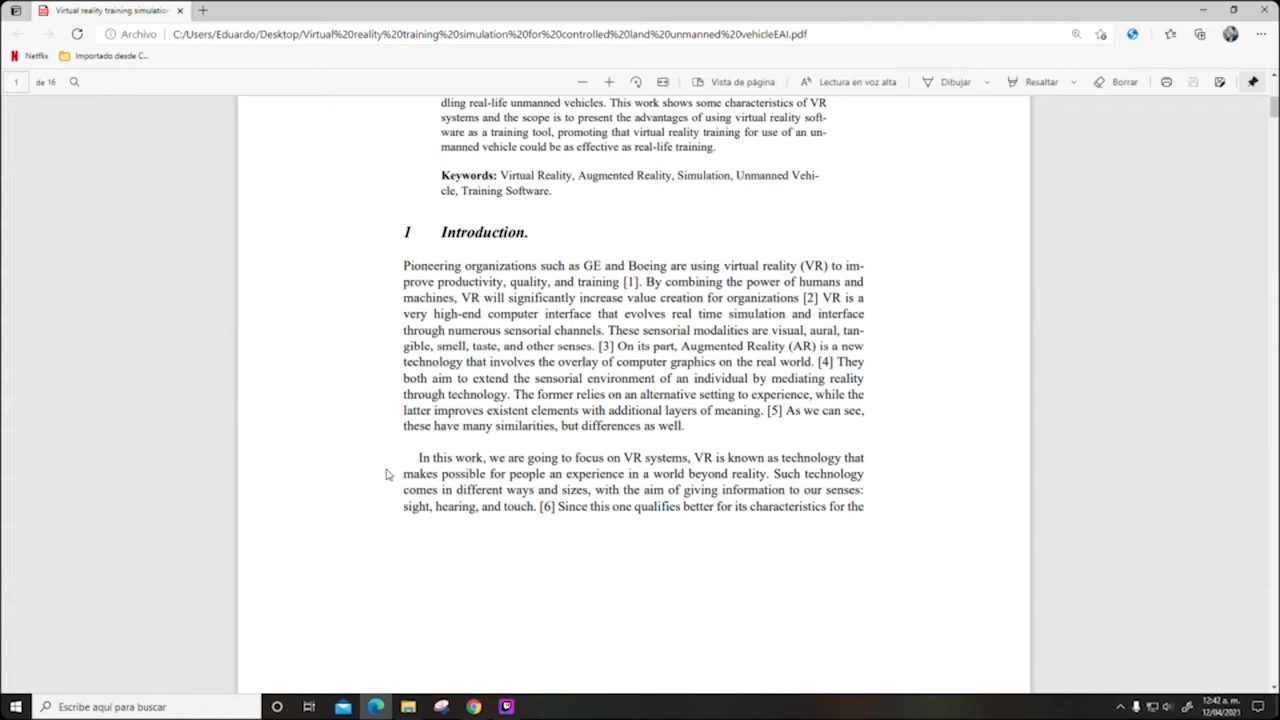 Virtual reality training simulation
Archivo
C:/Users/Eduardo/Desktop/Virtual%20reality%20training%20simulation%20for%20controlled%20land%20unmanned%20vehicleEAI.pdf
Netflix
Importado desde C...
1 de 16
Vista de página
Lectura en voz alta
Dibujar
Resaltar
Borrar
dling real-life unmanned vehicles. This work shows some characteristics of VR
systems and the scope is to present the advantages of using virtual reality soft-
ware as a training tool, promoting that virtual reality training for use of an un-
manned vehicle could be as effective as real-life training.
Keywords: Virtual Reality, Augmented Reality, Simulation, Unmanned Vehi-
cle, Training Software.
1 Introduction.
Pioneering organizations such as GE and Boeing are using virtual reality (VR) to im-
prove productivity, quality, and training [1]. By combining the power of humans and
machines, VR will significantly increase value creation for organizations [2] VR is a
very high-end computer interface that evolves real time simulation and interface
through numerous sensorial channels. These sensorial modalities are visual, aural, tan-
gible, smell, taste, and other senses. [3] On its part, Augmented Reality (AR) is a new
technology that involves the overlay of computer graphics on the real world. [4] They
both aim to extend the sensorial environment of an individual by mediating reality
through technology. The former relies on an alternative setting to experience, while the
latter improves existent elements with additional layers of meaning. [5] As we can see,
these have many similarities, but differences as well.
In this work, we are going to focus on VR systems, VR is known as technology that
makes possible for people an experience in a world beyond reality. Such technology
comes in different ways and sizes, with the aim of giving information to our senses:
sight, hearing, and touch. [6] Since this one qualifies better for its characteristics for the
Escribe aquí para buscar
12:42 a. m.
12/04/2021